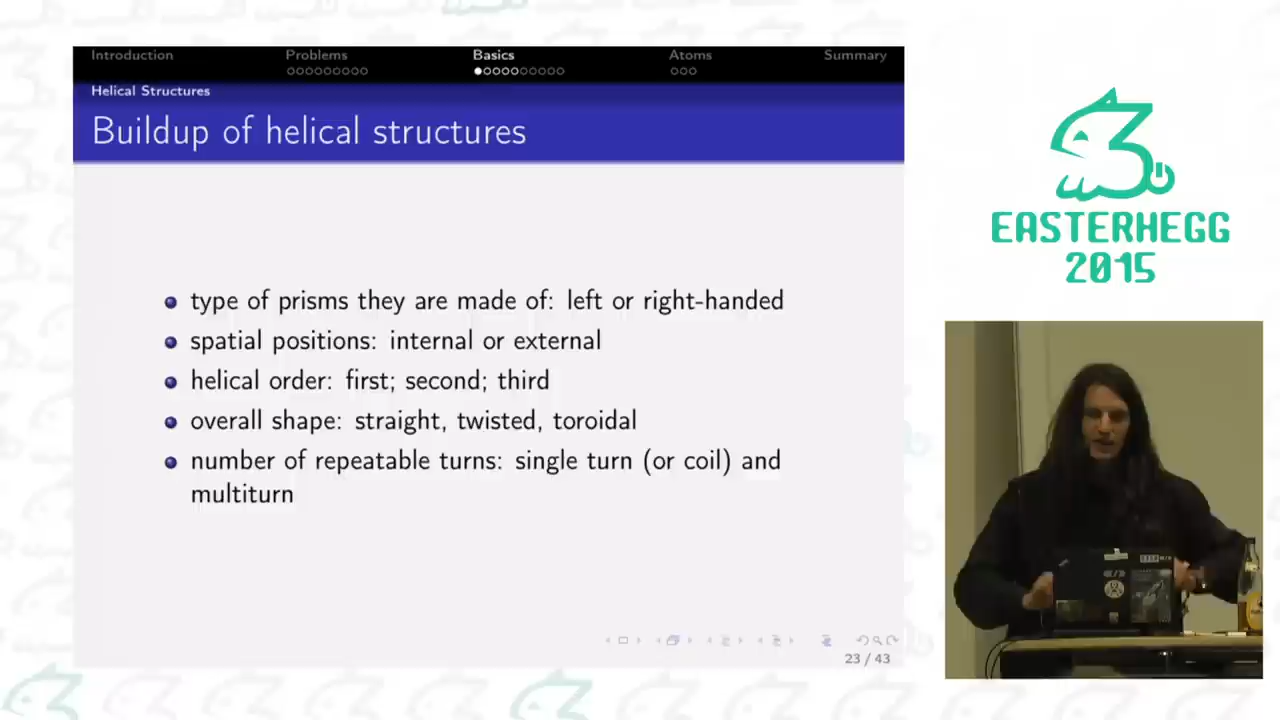 Introduction Problems Basics Atoms Summary
Helical Structures
Buildup of helical structures
type of prisms they are made of: left or right-handed
spatial positions: internal or external
helical order: first; second; third
overall shape: straight, twisted, toroidal
number of repeatable turns: single turn (or coil) and
multiturn
23 / 43
EASTERHEGG
2015